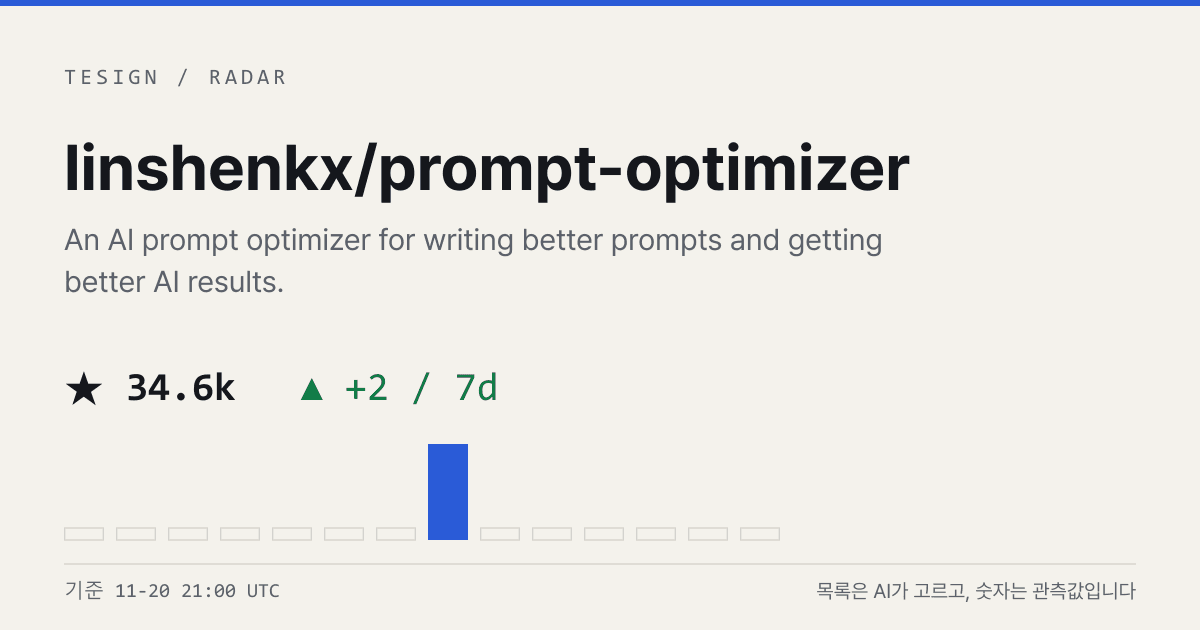 TESIGN / RADAR
linshenkx/prompt-optimizer
An AI prompt optimizer for writing better prompts and getting
better AI results.
★ 34.6k ▲ +2 / 7d
기준 11-20 21:00 UTC
목록은 AI가 고르고, 숫자는 관측값입니다